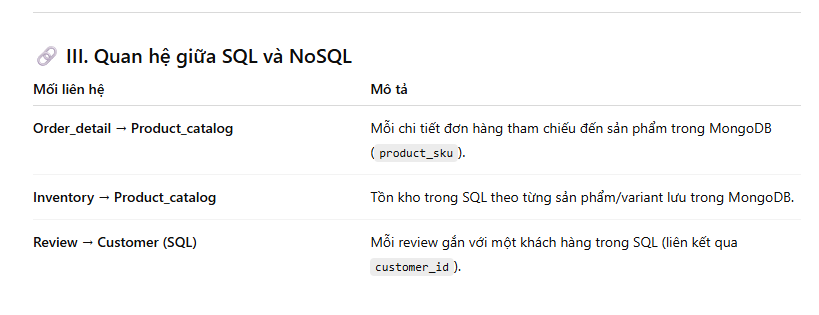 🔗 III. Quan hệ giữa SQL và NoSQL
Mối liên hệ Mô tả
Order_detail → Product_catalog Mỗi chi tiết đơn hàng tham chiếu đến sản phẩm trong MongoDB
( product_sku ).
Inventory → Product_catalog Tồn kho trong SQL theo từng sản phẩm/variant lưu trong MongoDB.
Review → Customer (SQL) Mỗi review gắn với một khách hàng trong SQL (liên kết qua
customer_id ).